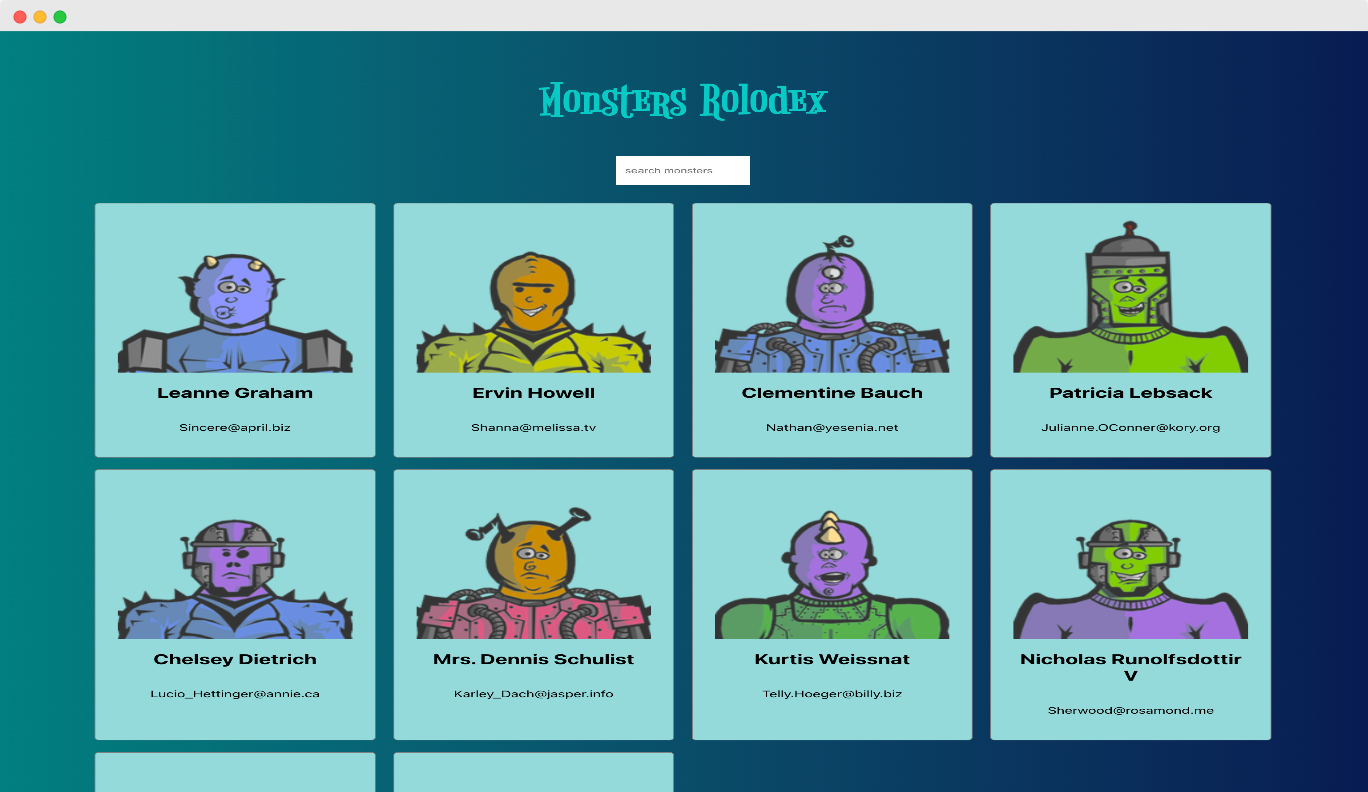 Monsters Rolodex
search monsters
Leanne Graham
Sincere@april.biz
Ervin Howell
Shanna@melissa.tv
Clementine Bauch
Nathan@yesenia.net
Patricia Lebsack
Julianne.OConner@kory.org
Chelsey Dietrich
Lucio_Hettinger@annie.ca
Mrs. Dennis Schulist
Karley_Dach@jasper.info
Kurtis Weissnat
Telly.Hoeger@billy.biz
Nicholas Runolfsdottir
V
Sherwood@rosamond.me